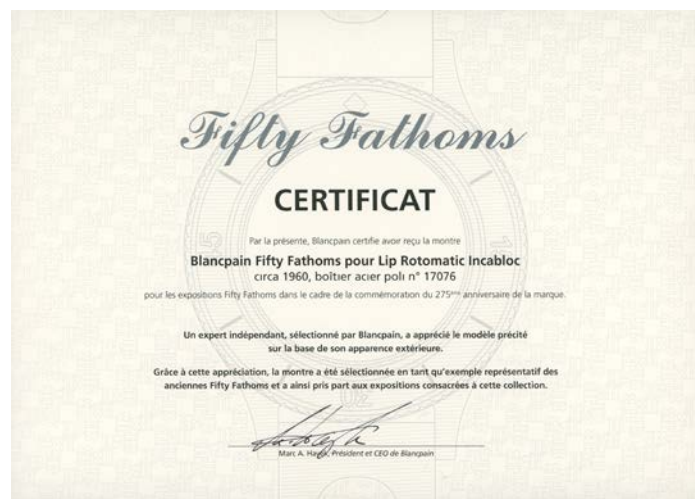 Fifty Fathoms
CERTIFICAT
Par la présente, Blancpain certifie avoir reçu la montre
Blancpain Fifty Fathoms pour Lip Rotomatic Incabloc
circa 1960, boîtier acier poli n° 17076
pour les expositions Fifty Fathoms dans le cadre de la commémoration du 275ème anniversaire de la marque.
Un expert indépendant, sélectionné par Blancpain, a apprécié le modèle précité
sur la base de son apparence extérieure.
Grâce à cette appréciation, la montre a été sélectionnée en tant qu'exemple représentatif des
anciennes Fifty Fathoms et a ainsi pris part aux expositions consacrées à cette collection.
Marc A. Hayek, Président et CEO de Blancpain